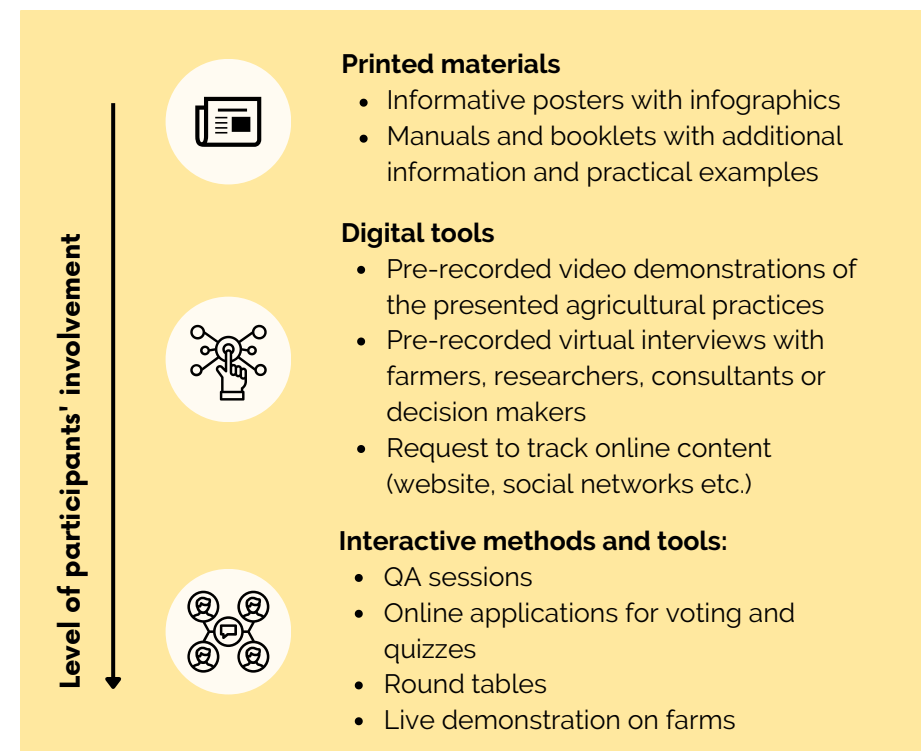 Level of participants' involvement
Printed materials
• Informative posters with infographics
• Manuals and booklets with additional
information and practical examples
Digital tools
• Pre-recorded video demonstrations of
the presented agricultural practices
• Pre-recorded virtual interviews with
farmers, researchers, consultants or
decision makers
• Request to track online content
(website, social networks etc.)
Interactive methods and tools:
• QA sessions
• Online applications for voting and
quizzes
• Round tables
• Live demonstration on farms